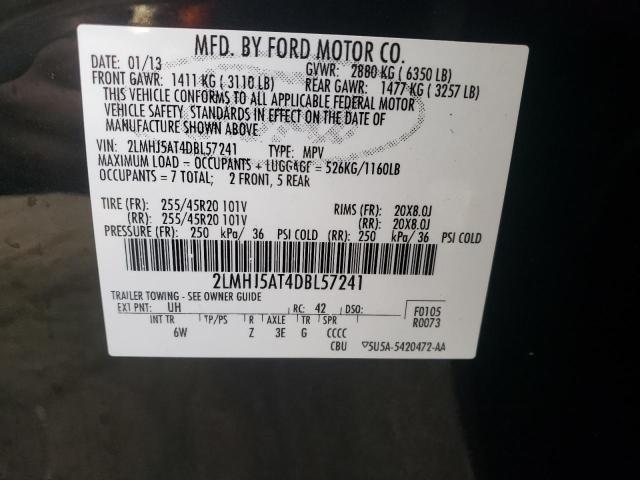 MFD. BY FORD MOTOR CO.
DATE: 01/13 GVWR: 2880 KG ( 6350 LB)
FRONT GAWR: 1411 KG ( 3110 LB) REAR GAWR: 1477 KG ( 3257 LB)
THIS VEHICLE CONFORMS TO ALL APPLICABLE FEDERAL MOTOR
VEHICLE SAFETY STANDARDS IN EFFECT ON THE DATE OF
MANUFACTURE SHOWN ABOVE.
VIN: 2LMHJ5AT4DBL57241 TYPE: MPV
MAXIMUM LOAD = OCCUPANTS + LUGGAGE = 526KG/1160LB
OCCUPANTS = 7 TOTAL; 2 FRONT, 5 REAR
TIRE (FR): 255/45R20 101V RIMS (FR): 20X8.0J
(RR): 255/45R20 101V (RR): 20X8.0J
PRESSURE (FR): 250 kPa/ 36 PSI COLD (RR): 250 kPa/ 36 PSI COLD
2LMHJ5AT4DBL57241
TRAILER TOWING - SEE OWNER GUIDE
EXT PNT: UH RC: 42 DSO: F0105
R0073
INT TR TP/PS R AXLE TR SPR
6W Z 3E G CCCC
CBU 5U5A-5420472-AA